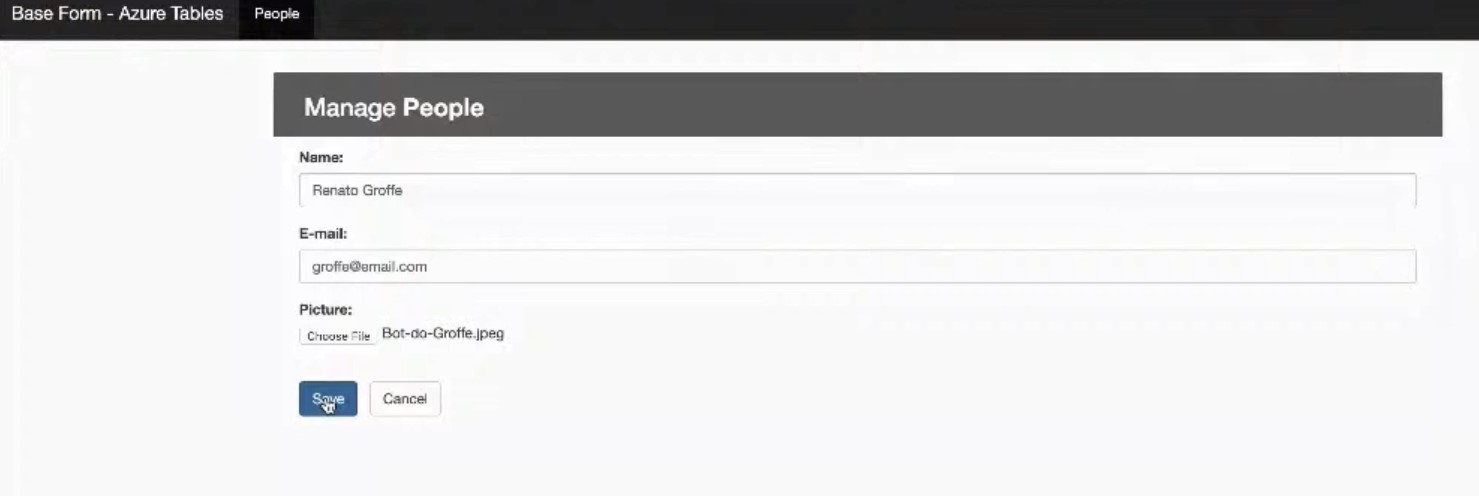 Base Form - Azure Tables People
Manage People
Name:
Renato Groffe
E-mail:
groffe@email.com
Picture:
Choose File Bot-do-Groffe.jpeg
Save Cancel